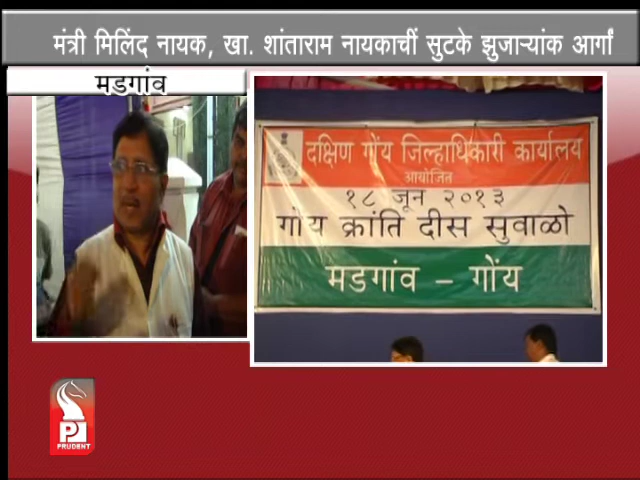 मंत्री मिलिंद नायक, खा. शांताराम नायकाचीं सुटके झुजाऱ्यांक आर्गां
मडगांव
दक्षिण गोंय जिल्हाधिकारी कार्यालय
आयोजित
१८ जून २०१३
गोंय क्रांति दीस सुवाळो
मडगांव – गोंय
PRUDENT